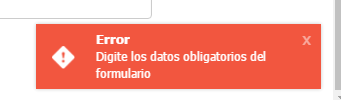 Error
x
Digite los datos obligatorios del
formulario